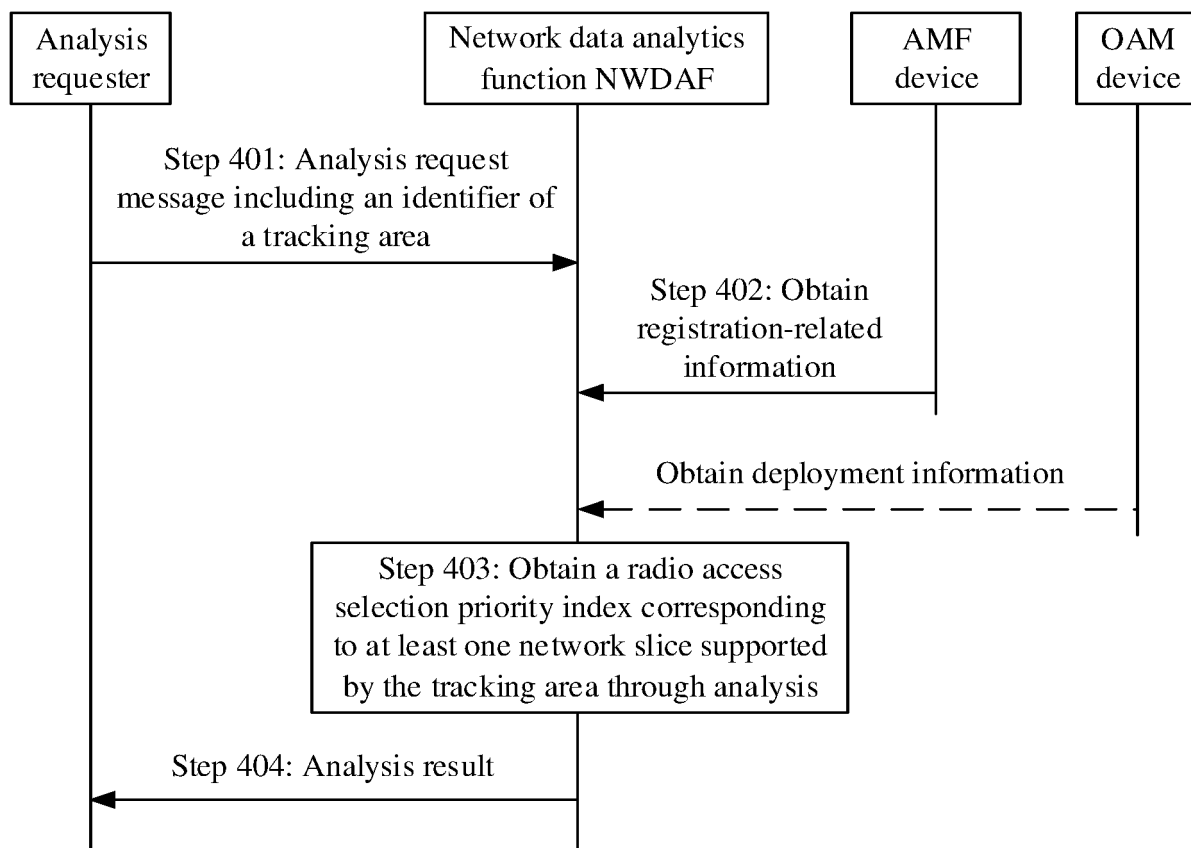 Analysis
requester
Network data analytics
function NWDAF
AMF
device
OAM
device
Step 401: Analysis request
message including an identifier of
a tracking area
Step 402: Obtain
registration-related
information
Obtain deployment information
Step 403: Obtain a radio access
selection priority index corresponding
to at least one network slice supported
by the tracking area through analysis
Step 404: Analysis result